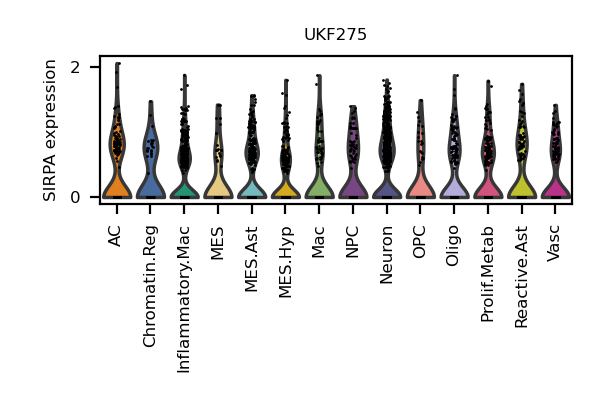 UKF275
SIRPA expression
2
0
AC
Chromatin.Reg
Inflammatory.Mac
MES
MES.Ast
MES.Hyp
Mac
NPC
Neuron
OPC
Oligo
Prolif.Metab
Reactive.Ast
Vasc